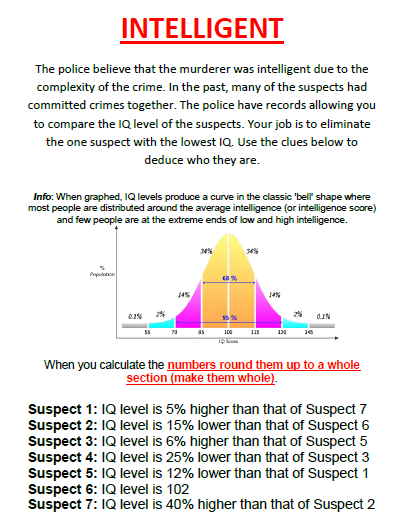 INTELLIGENT
The police believe that the murderer was intelligent due to the
complexity of the crime. In the past, many of the suspects had
committed crimes together. The police have records allowing you
to compare the IQ level of the suspects. Your job is to eliminate
the one suspect with the lowest IQ. Use the clues below to
deduce who they are.
Info: When graphed, IQ levels produce a curve in the classic 'bell' shape where
most people are distributed around the average intelligence (or intelligence score)
and few people are at the extreme ends of low and high intelligence.
34% 34%
% Population
68 %
14% 14%
0.1% 2% 95 % 2% 0.1%
55 70 85 100 115 130 145
IQ Score
When you calculate the numbers round them up to a whole
section (make them whole).
Suspect 1: IQ level is 5% higher than that of Suspect 7
Suspect 2: IQ level is 15% lower than that of Suspect 6
Suspect 3: IQ level is 6% higher than that of Suspect 5
Suspect 4: IQ level is 25% lower than that of Suspect 3
Suspect 5: IQ level is 12% lower than that of Suspect 1
Suspect 6: IQ level is 102
Suspect 7: IQ level is 40% higher than that of Suspect 2